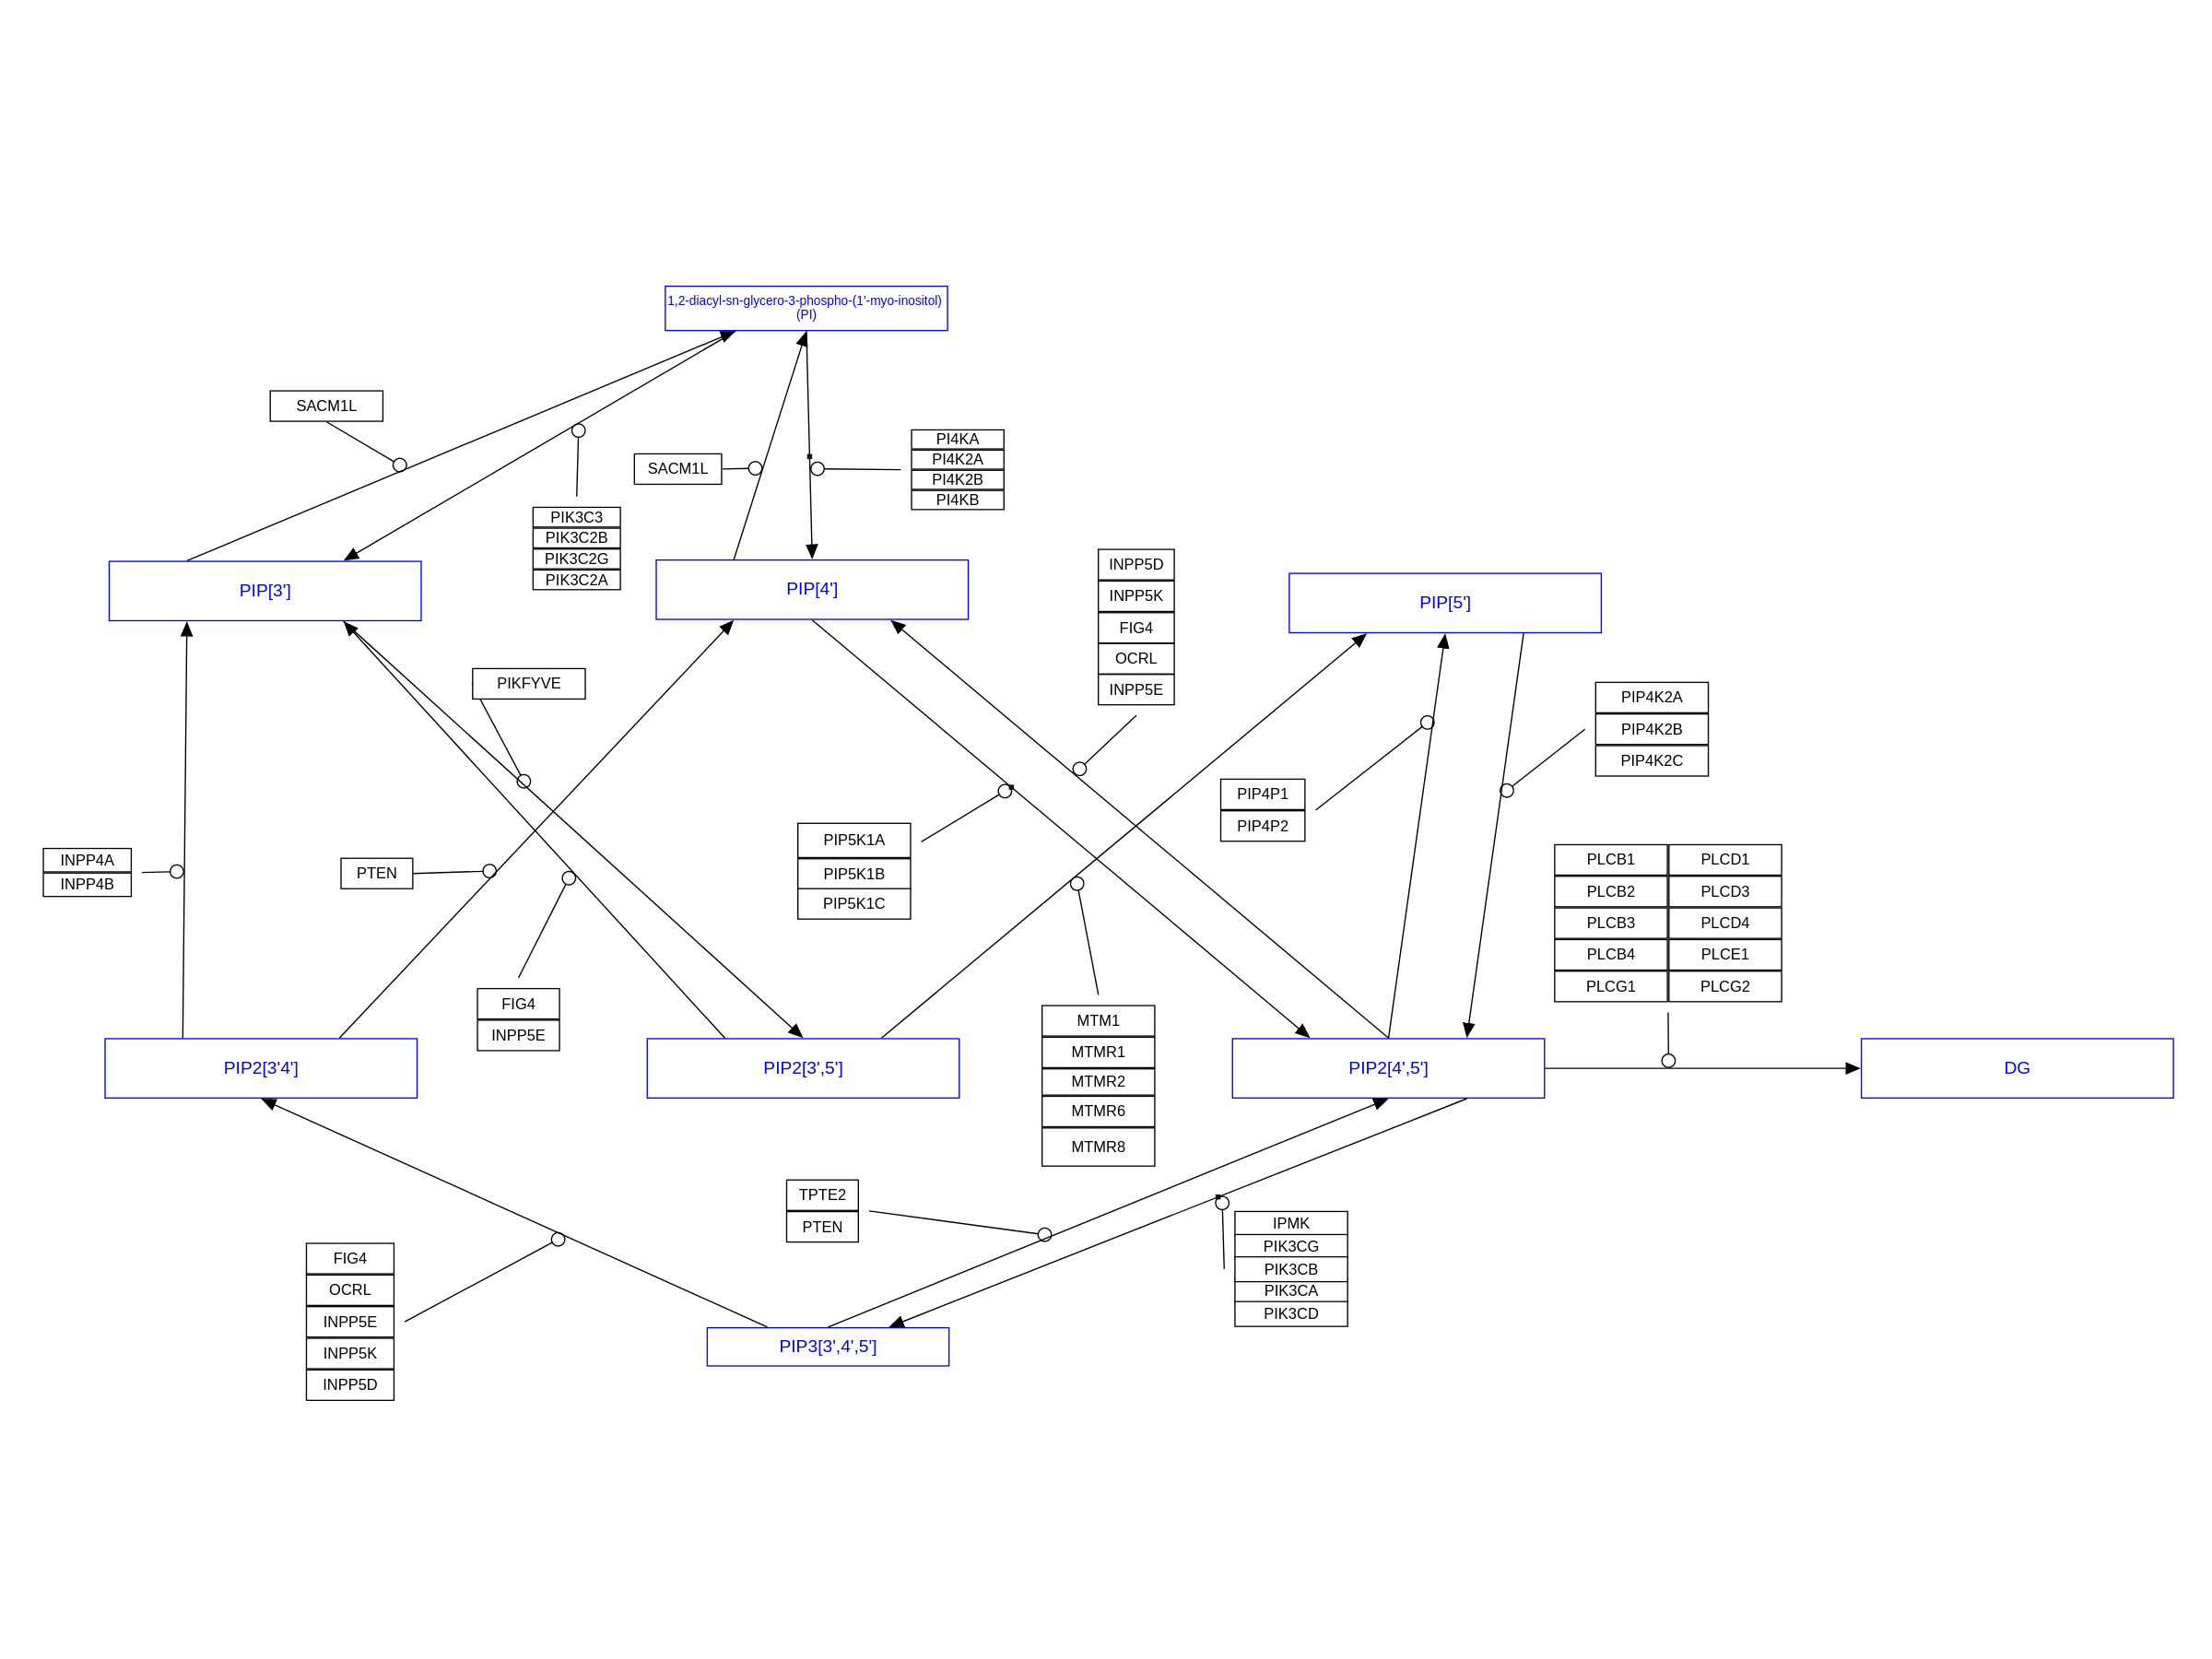 1,2-diacyl-sn-glycero-3-phospho-(1'-myo-inositol)
(PI)
SACM1L
SACM1L
PI4KA
PI4K2A
PI4K2B
PI4KB
PIK3C3
PIK3C2B
PIK3C2G
PIK3C2A
PIP[3']
PIP[4']
PIP[5']
INPP5D
INPP5K
FIG4
OCRL
INPP5E
PIKFYVE
PIP4K2A
PIP4K2B
PIP4K2C
PIP4P1
PIP4P2
PIP5K1A
PIP5K1B
PIP5K1C
INPP4A
INPP4B
PTEN
PLCB1
PLCD1
PLCB2
PLCD3
PLCB3
PLCD4
PLCB4
PLCE1
PLCG1
PLCG2
FIG4
INPP5E
MTM1
MTMR1
MTMR2
MTMR6
MTMR8
PIP2[3'4']
PIP2[3',5']
PIP2[4',5']
DG
TPTE2
PTEN
IPMK
PIK3CG
PIK3CB
PIK3CA
PIK3CD
FIG4
OCRL
INPP5E
INPP5K
INPP5D
PIP3[3',4',5']